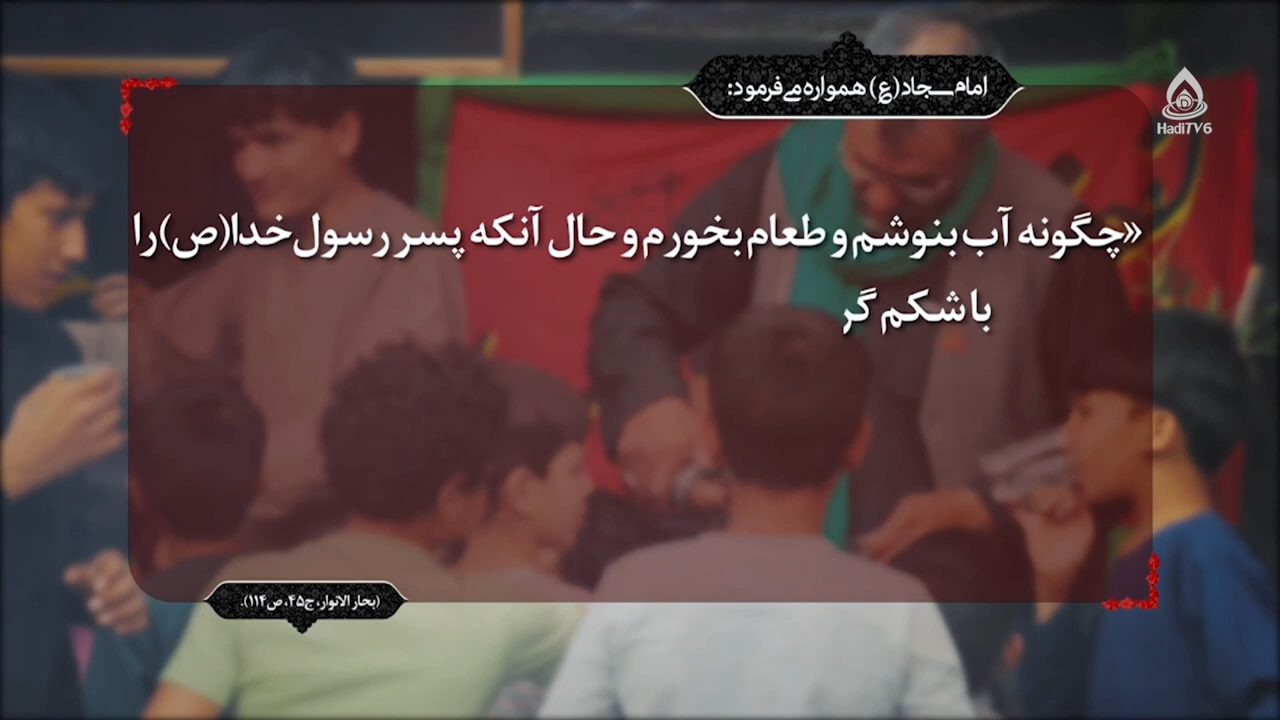 امام سجاد(ع) همواره می‌فرمود:
HadiTV6
«چگونه آب بنوشم و طعام بخورم و حال آنکه پسر رسول خدا(ص) را
با شکم گر
(بحار الانوار، ج۴۵، ص۱۱۴).